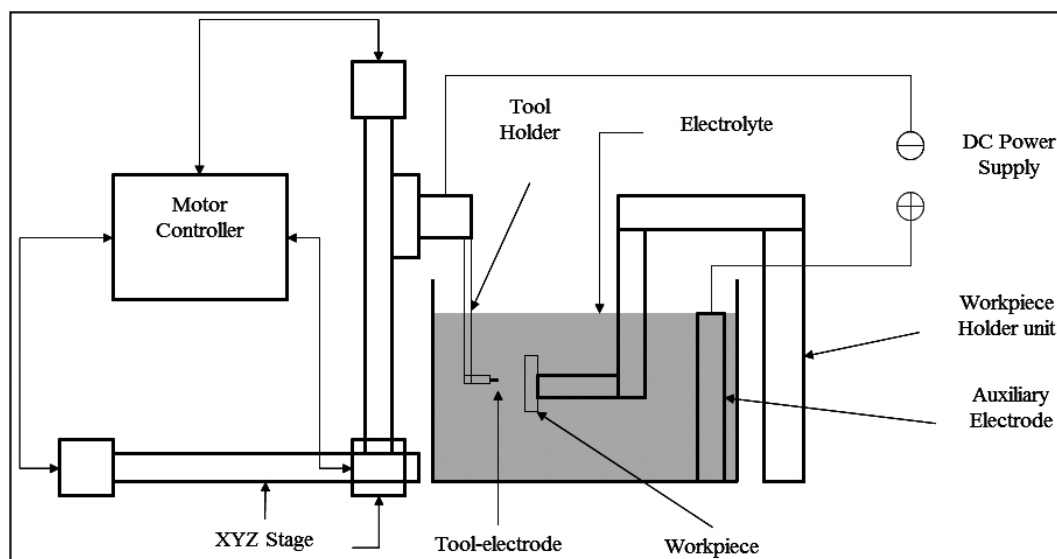 Tool
Holder
Electrolyte
DC Power
Supply
Motor
Controller
Workpiece
Holder unit
Auxiliary
Electrode
XYZ Stage
Tool-electrode
Workpiece